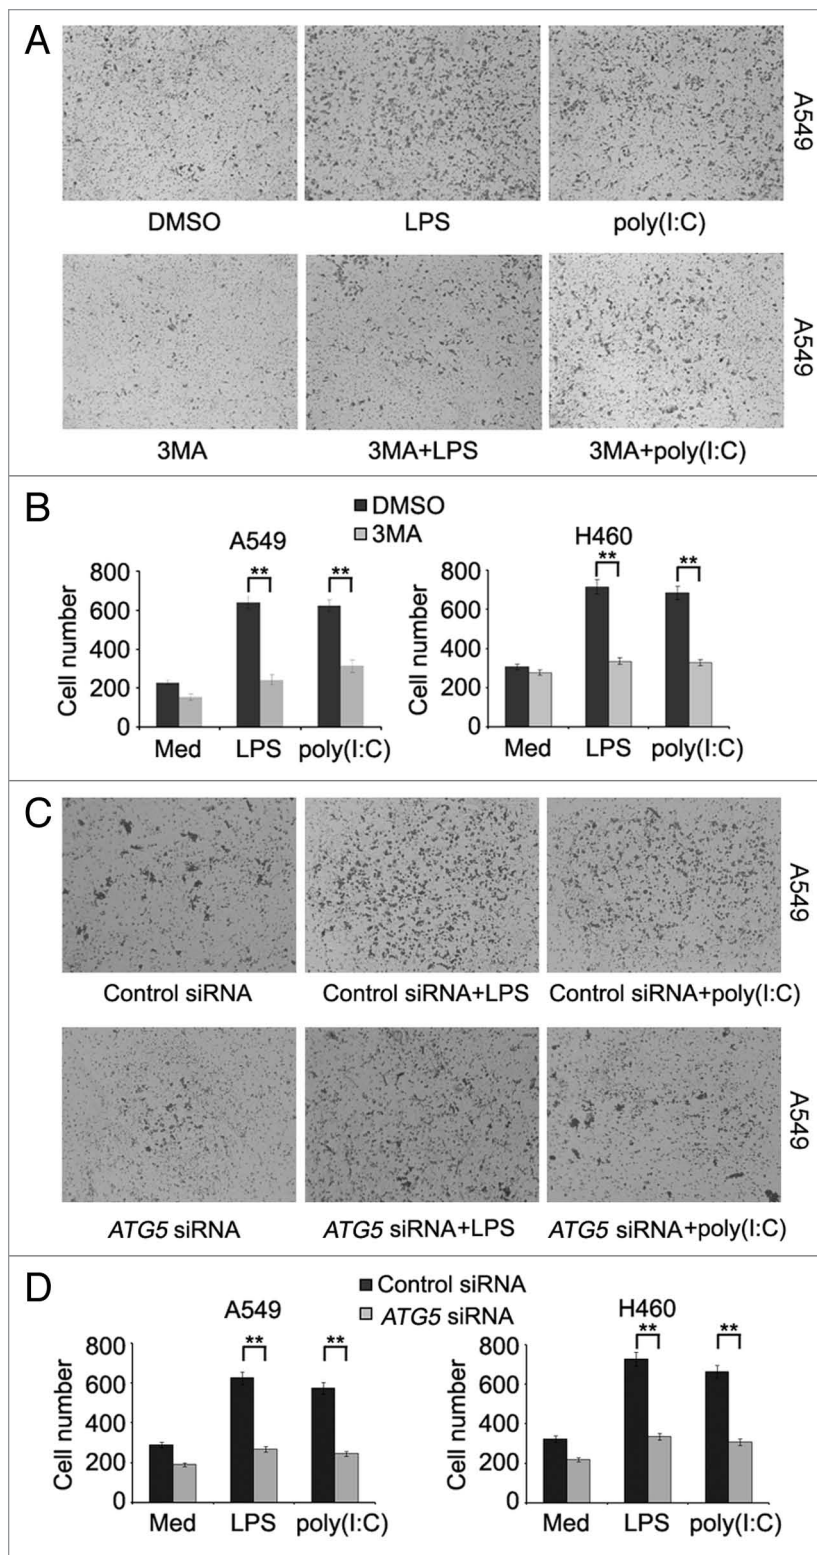 A
A549
DMSO
LPS
poly(I:C)
A549
3MA
3MA+LPS
3MA+poly(I:C)
B
DMSO
3MA
A549
Cell number
800
600
400
200
0
**
**
Med
LPS
poly(I:C)
H460
Cell number
800
600
400
200
0
**
**
Med
LPS
poly(I:C)
C
A549
Control siRNA
Control siRNA+LPS
Control siRNA+poly(I:C)
A549
ATG5 siRNA
ATG5 siRNA+LPS
ATG5 siRNA+poly(I:C)
D
Control siRNA
ATG5 siRNA
A549
Cell number
800
600
400
200
0
**
**
Med
LPS
poly(I:C)
H460
Cell number
800
600
400
200
0
**
**
Med
LPS
poly(I:C)